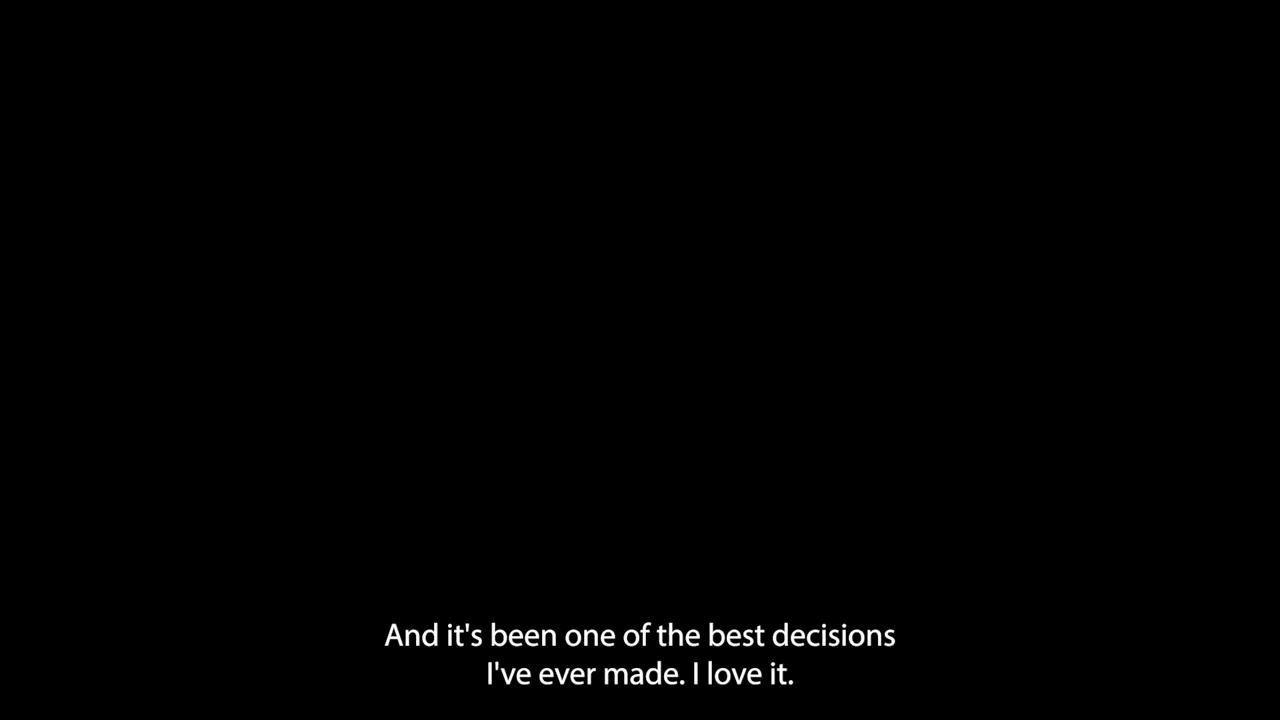 And it's been one of the best decisions
I've ever made. I love it.